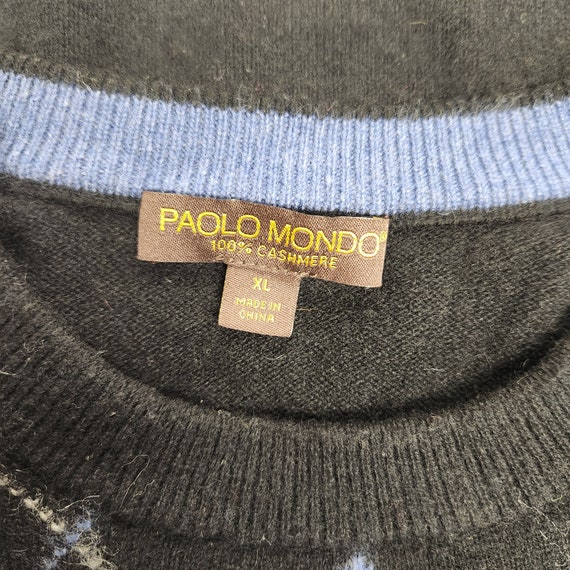 PAOLO MONDO®
100% CASHMERE
XL
MADE IN
CHINA